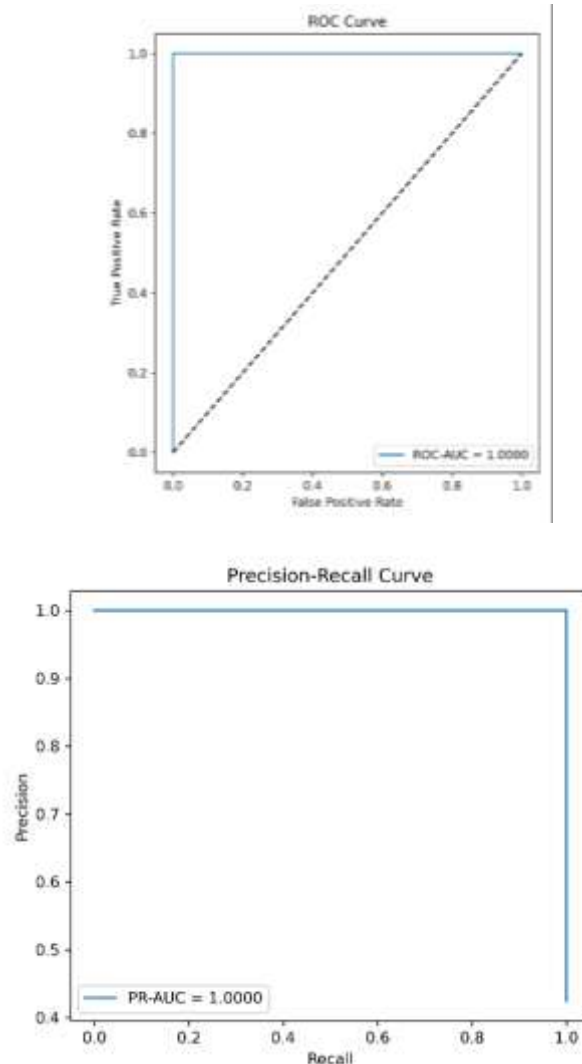 ROC Curve
1.0
0.8
0.6
0.4
0.2
0.0
True Positive Rate
ROC-AUC = 1.0000
0.0 0.2 0.4 0.6 0.8 1.0
False Positive Rate
Precision-Recall Curve
1.0
0.9
0.8
0.7
0.6
0.5
0.4
Precision
PR-AUC = 1.0000
0.0 0.2 0.4 0.6 0.8 1.0
Recall